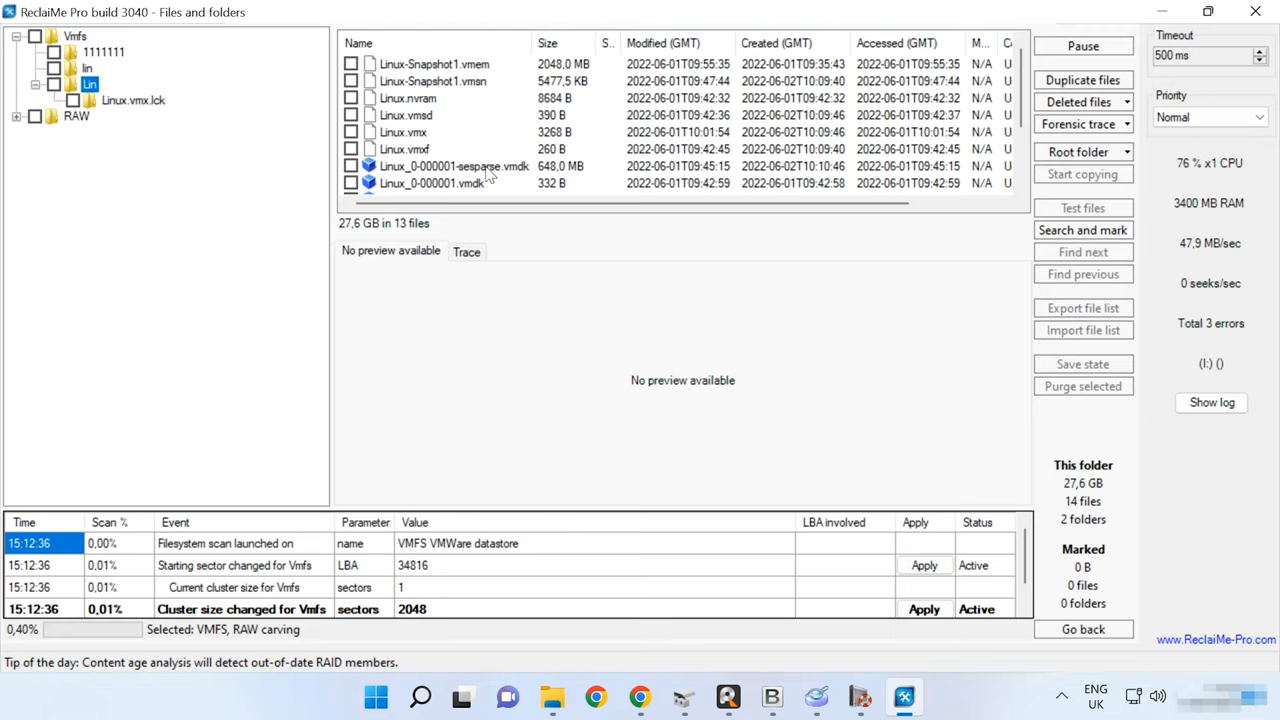 ReclaiMe Pro build 3040 - Files and folders
Vmfs
1111111
lin
Lin
Linux.vmx.lck
RAW
Name Size S.. Modified (GMT) Created (GMT) Accessed (GMT) M... C
Linux-Snapshot1.vmem 2048,0 MB 2022-06-01T09:55:35 2022-06-01T09:35:43 2022-06-01T09:55:35 N/A U
Linux-Snapshot1.vmsn 5477,5 KB 2022-06-01T09:47:44 2022-06-02T10:09:40 2022-06-01T09:47:44 N/A U
Linux.nvram 8684 B 2022-06-01T09:42:32 2022-06-02T10:09:40 2022-06-01T09:42:32 N/A U
Linux.vmsd 390 B 2022-06-01T09:42:36 2022-06-02T10:09:46 2022-06-01T09:42:37 N/A U
Linux.vmx 3268 B 2022-06-01T10:01:54 2022-06-02T10:09:46 2022-06-01T09:42:32 N/A U
Linux.vmxf 260 B 2022-06-01T09:42:32 2022-06-02T10:09:46 2022-06-01T09:42:32 N/A U
Linux_0-000001-sesparse.vmdk 648,0 MB 2022-06-01T09:45:15 2022-06-02T10:10:46 2022-06-01T09:45:15 N/A U
Linux_0-000001.vmdk 332 B 2022-06-01T09:42:59 2022-06-01T09:42:58 2022-06-01T09:42:59 N/A U
27,6 GB in 13 files
No preview available Trace
No preview available
Pause
Duplicate files
Deleted files
Forensic trace
Root folder
Start copying
Test files
Search and mark
Find next
Find previous
Export file list
Import file list
Save state
Purge selected
This folder
27,6 GB
14 files
2 folders
Marked
0 B
0 files
0 folders
Go back
Timeout
500 ms
Priority
Normal
76 % x1 CPU
3400 MB RAM
47,9 MB/sec
0 seeks/sec
Total 3 errors
(I:) ()
Show log
www.ReclaiMe-Pro.com
Time Scan % Event Parameter Value LBA involved Apply Status
15:12:36 0,00% Filesystem scan launched on name VMFS VMWare datastore
15:12:36 0,01% Starting sector changed for Vmfs LBA 34816 Apply Active
15:12:36 0,01% Current cluster size for Vmfs sectors 1
15:12:36 0,01% Cluster size changed for Vmfs sectors 2048 Apply Active
0,40% Selected: VMFS, RAW carving
Tip of the day: Content age analysis will detect out-of-date RAID members.
B
ENG
UK